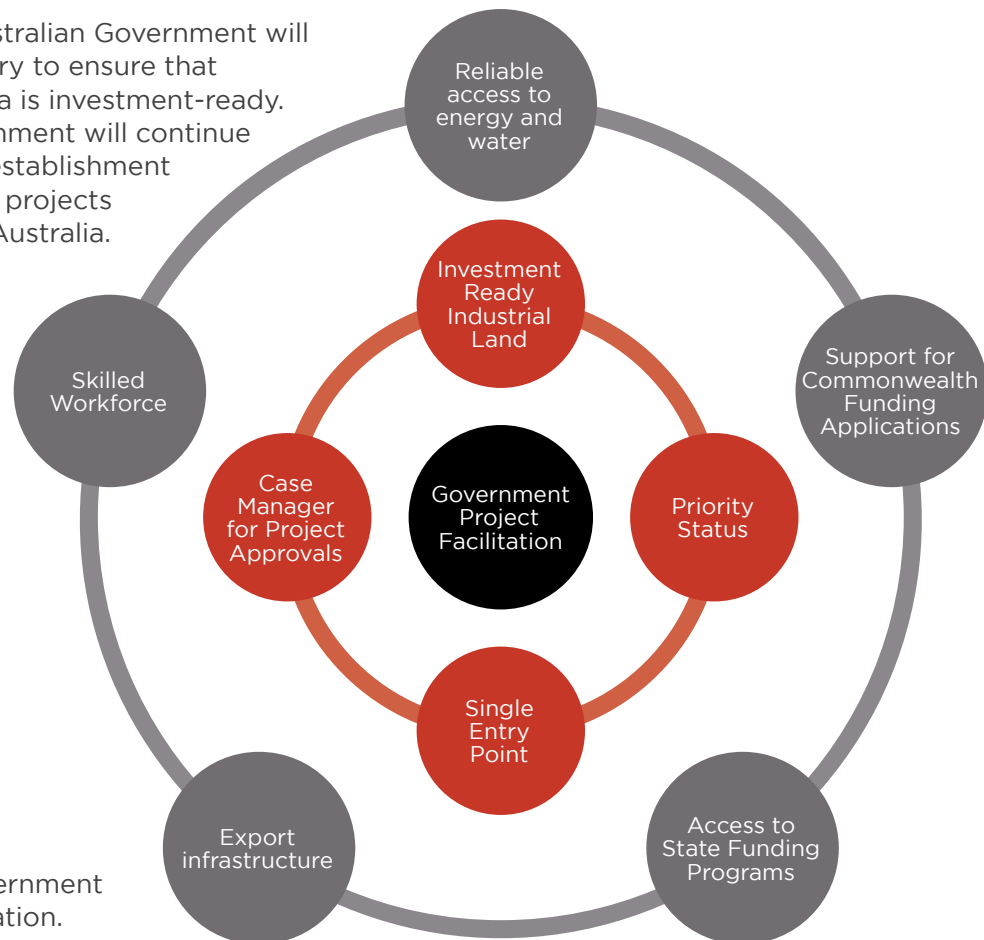 stralian Government will
ry to ensure that
a is investment-ready.
nment will continue
establishment
projects
Australia.
Reliable
access to
energy and
water
Investment
Ready
Industrial
Land
Skilled
Workforce
Support for
Commonwealth
Funding
Applications
Case
Manager
for Project
Approvals
Government
Project
Facilitation
Priority
Status
Single
Entry
Point
Export
infrastructure
Access to
State Funding
Programs
ernment
ation.